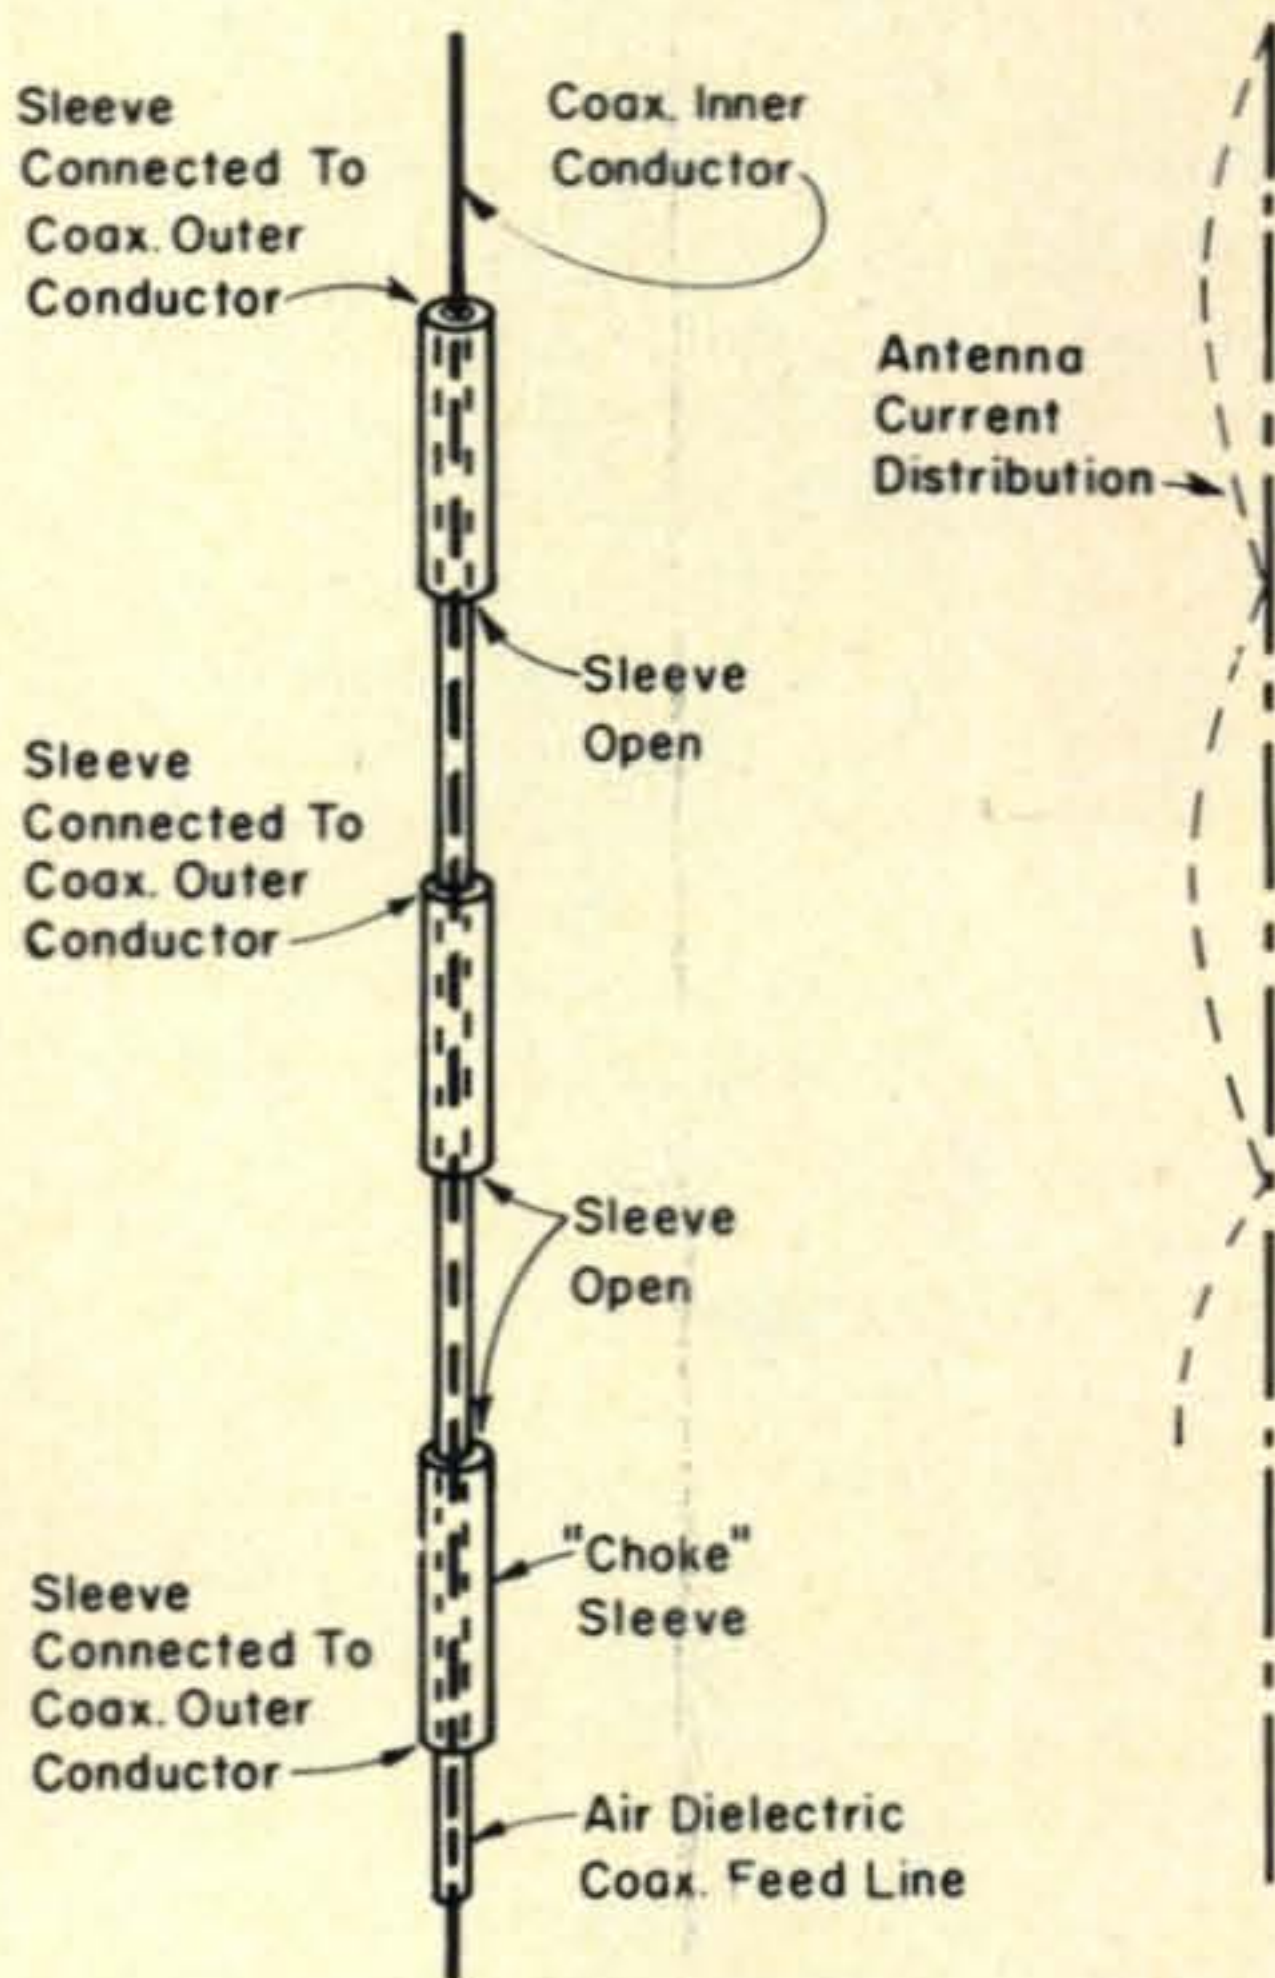 Sleeve
Connected To
Coax. Outer
Conductor
Coax. Inner
Conductor
Antenna
Current
Distribution
Sleeve
Open
Sleeve
Connected To
Coax. Outer
Conductor
Sleeve
Open
"Choke"
Sleeve
Sleeve
Connected To
Coax. Outer
Conductor
Air Dielectric
Coax. Feed Line